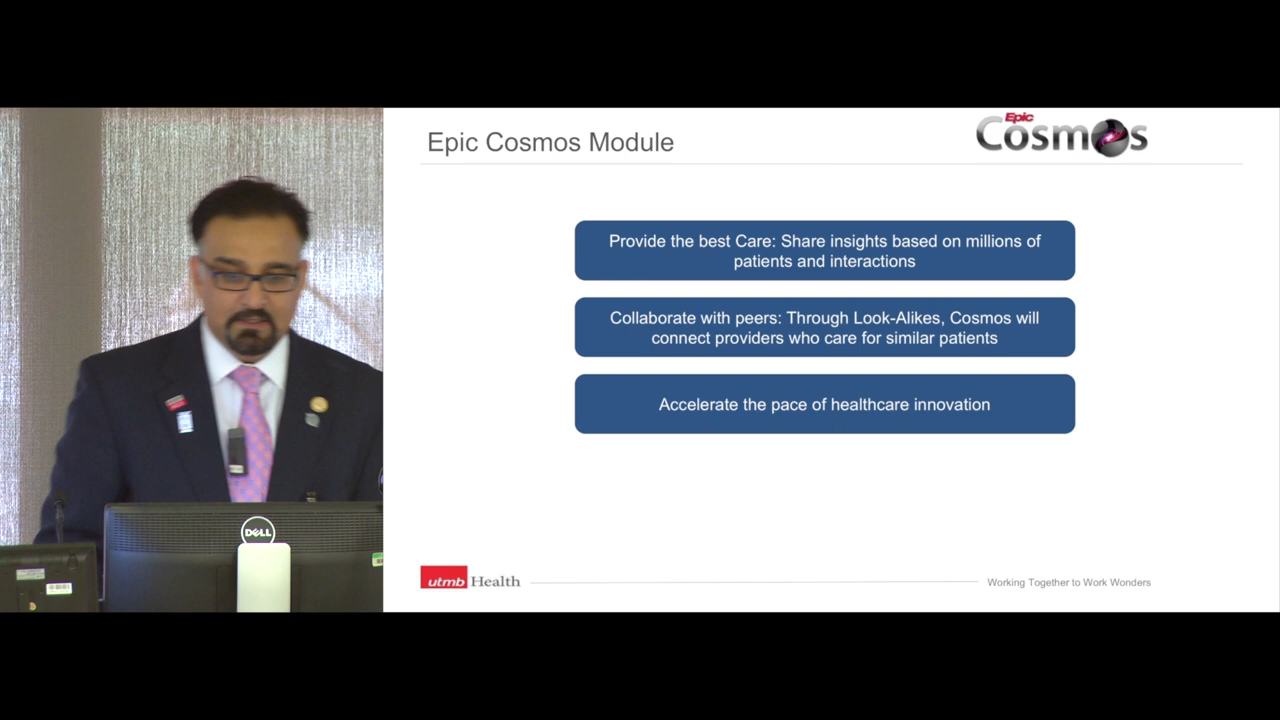 Epic Cosmos Module
Epic
Cosmos
Provide the best Care: Share insights based on millions of
patients and interactions
Collaborate with peers: Through Look-Alikes, Cosmos will
connect providers who care for similar patients
Accelerate the pace of healthcare innovation
DELL
utmb Health
Working Together to Work Wonders